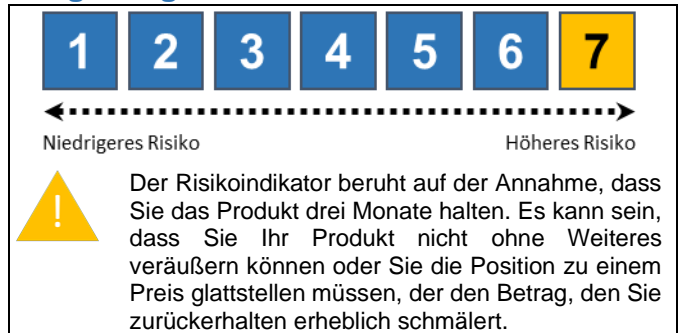 1 2 3 4 5 6 7
Niedrigeres Risiko Höheres Risiko
!
Der Risikoindikator beruht auf der Annahme, dass
Sie das Produkt drei Monate halten. Es kann sein,
dass Sie Ihr Produkt nicht ohne Weiteres
veräußern können oder Sie die Position zu einem
Preis glattstellen müssen, der den Betrag, den Sie
zurückerhalten erheblich schmälert.